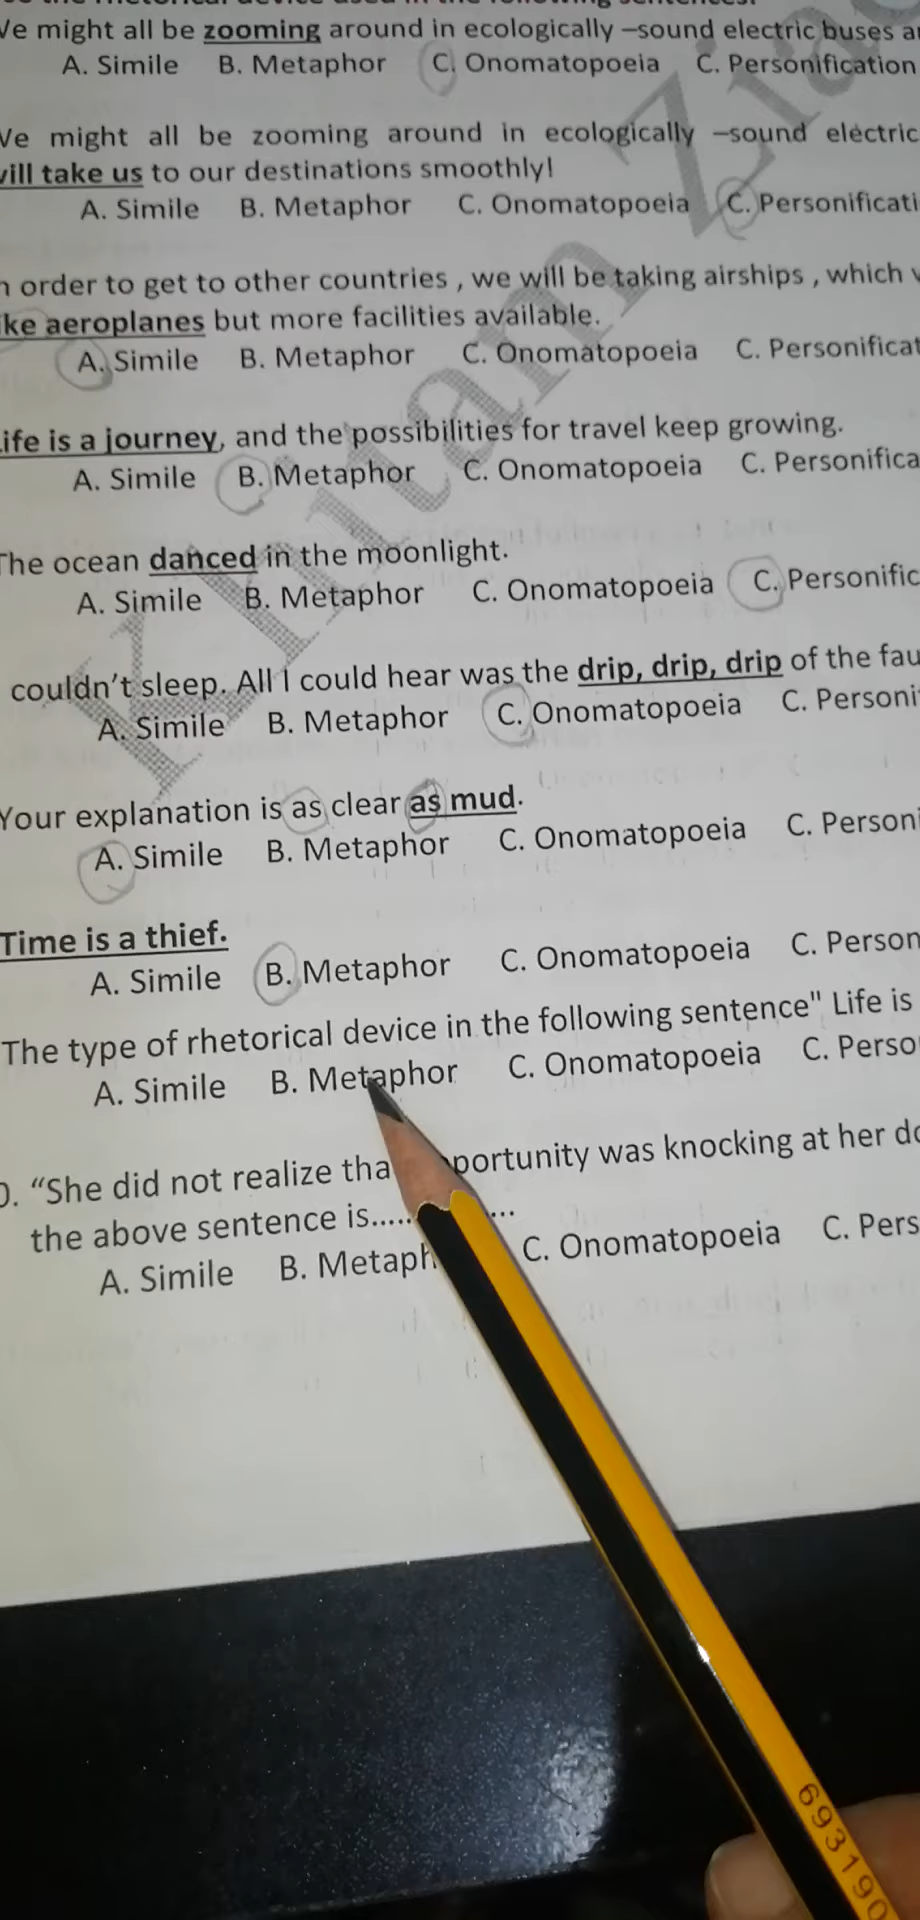 might all be zooming around in ecologically –sound electric buses
A. Simile B. Metaphor C. Onomatopoeia C. Personification
might all be zooming around in ecologically –sound electric
take us to our destinations smoothly!
A. Simile B. Metaphor C. Onomatopoeia C. Personificati
order to get to other countries , we will be taking airships , which
aeroplanes but more facilities available.
A. Simile B. Metaphor C. Onomatopoeia C. Personificat
is a journey, and the possibilities for travel keep growing.
A. Simile B. Metaphor C. Onomatopoeia C. Personifica
The ocean danced in the moonlight.
A. Simile B. Metaphor C. Onomatopoeia C. Personific
couldn't sleep. All I could hear was the drip, drip, drip of the fau
A. Simile B. Metaphor C. Onomatopoeia C. Personi
Your explanation is as clear as mud.
A. Simile B. Metaphor C. Onomatopoeia C. Person
Time is a thief.
A. Simile B. Metaphor C. Onomatopoeia C. Person
The type of rhetorical device in the following sentence" Life is
A. Simile B. Metaphor C. Onomatopoeia C. Perso
"She did not realize tha portunity was knocking at her
the above sentence is..... ...
A. Simile B. Metaph C. Onomatopoeia C. Pers
Khitam
693190